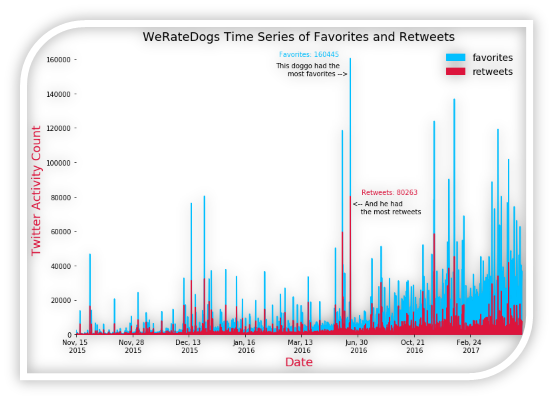 WeRateDogs Time Series of Favorites and Retweets
Favorites: 160445
This doggo had the
most favorites -->
favorites
retweets
Retweets: 80263
<-- And he had
the most retweets
Twitter Activity Count
160000
140000
120000
100000
80000
60000
40000
20000
0
Nov, 15
2015
Nov, 28
2015
Dec, 13
2015
Jan, 16
2016
Mar, 13
2016
Jun, 30
2016
Oct, 21
2016
Feb, 24
2017
Date